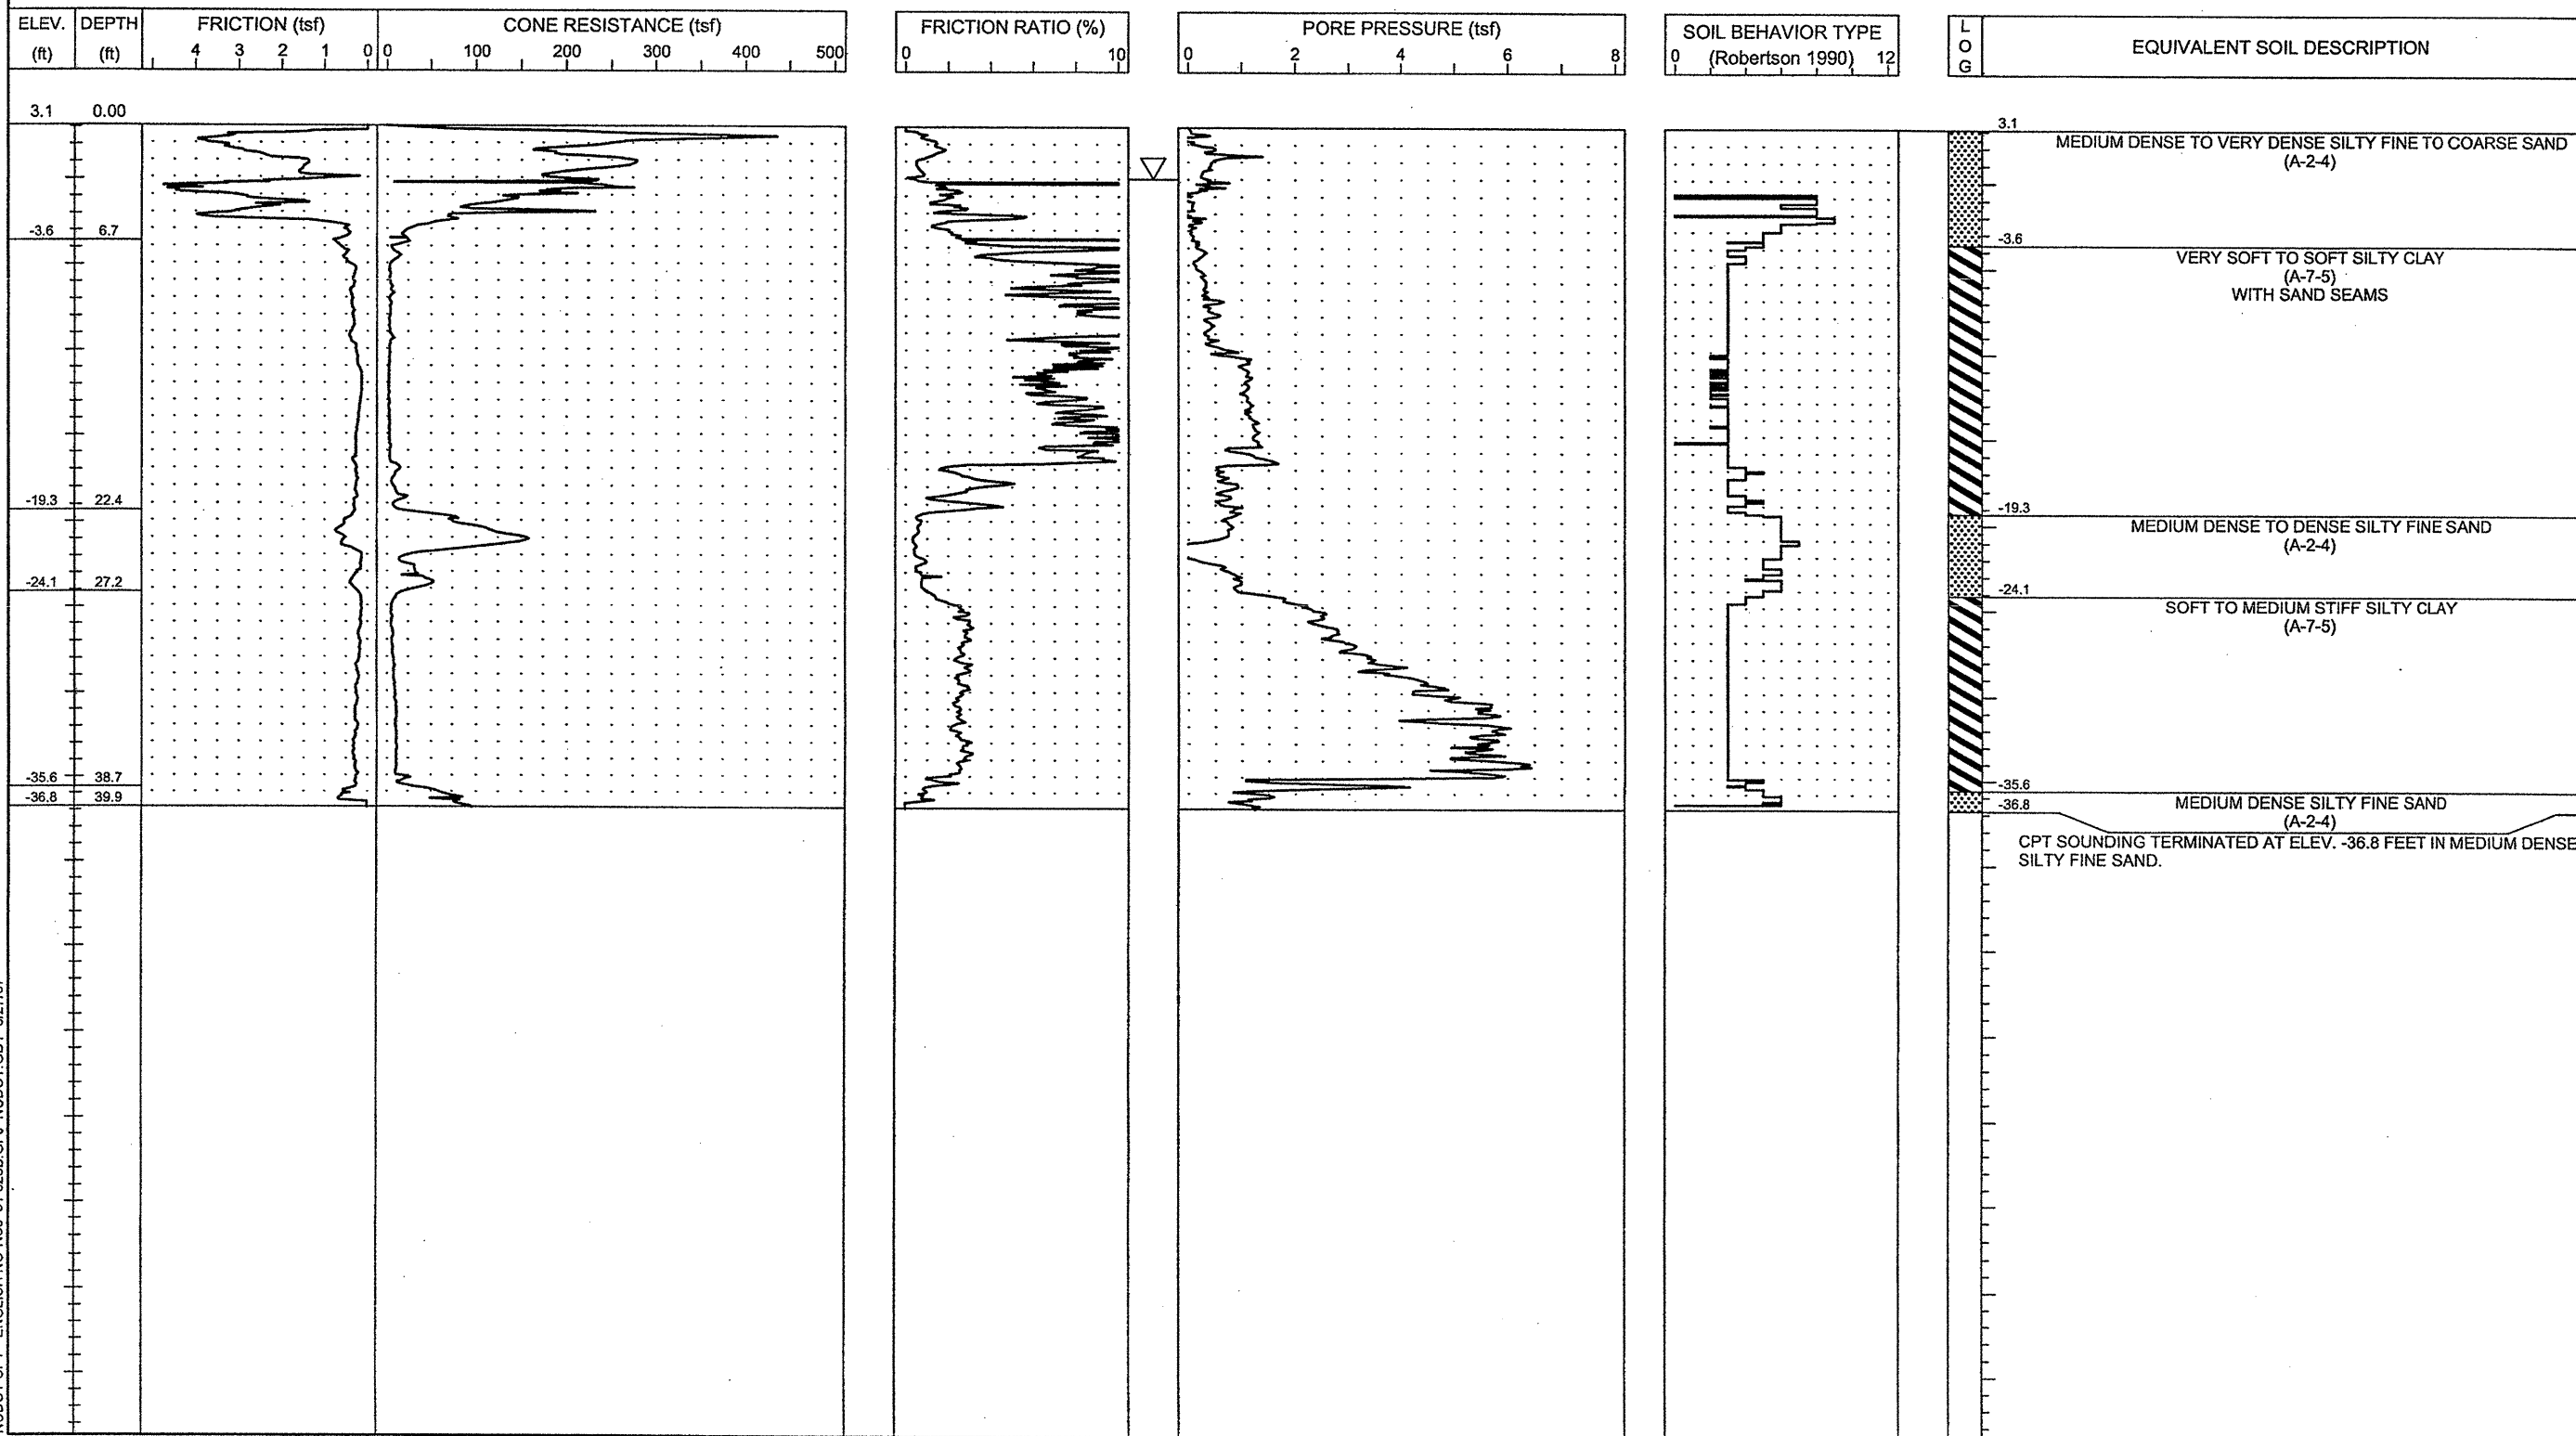 ELEV. DEPTH FRICTION (tsf) CONE RESISTANCE (tsf) FRICTION RATIO (%) PORE PRESSURE (tsf) SOIL BEHAVIOR TYPE L O G EQUIVALENT SOIL DESCRIPTION
(ft) (ft) 4 3 2 1 0 0 100 200 300 400 500 0 10 0 2 4 6 8 0 (Robertson 1990) 12
3.1 0.00
3.1
MEDIUM DENSE TO VERY DENSE SILTY FINE TO COARSE SAND
(A-2-4)
-3.6 6.7
-3.6
VERY SOFT TO SOFT SILTY CLAY
(A-7-5)
WITH SAND SEAMS
-19.3 22.4
-19.3
MEDIUM DENSE TO DENSE SILTY FINE SAND
(A-2-4)
-24.1 27.2
-24.1
SOFT TO MEDIUM STIFF SILTY CLAY
(A-7-5)
-35.6 38.7
-35.6
-36.8 39.9
-36.8
MEDIUM DENSE SILTY FINE SAND
(A-2-4)
CPT SOUNDING TERMINATED AT ELEV. -36.8 FEET IN MEDIUM DENSE
SILTY FINE SAND.